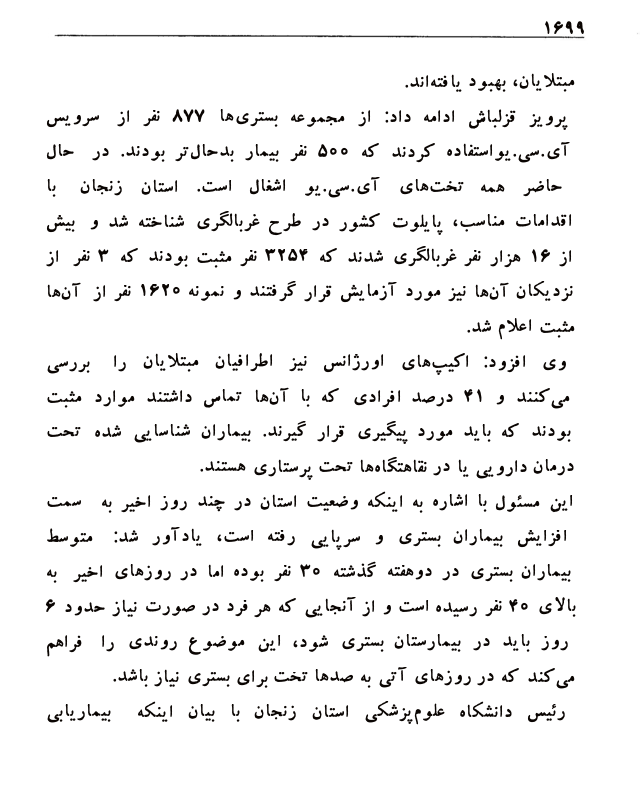 ۱۶۹۹
مبتلایان، بهبود یافته‌اند.
پرویز قزلباش ادامه داد: از مجموعه بستری‌ها ۸۷۷ نفر از سرویس
آی.سی.یواستفاده کردند که ۵۰۰ نفر بیمار بدحال‌تر بودند. در حال
حاضر همه تخت‌های آی.سی.یو اشغال است. استان زنجان با
اقدامات مناسب، پایلوت کشور در طرح غربالگری شناخته شد و بیش
از ۱۶ هزار نفر غربالگری شدند که ۳۲۵۴ نفر مثبت بودند که ۳ نفر از
نزدیکان آن‌ها نیز مورد آزمایش قرار گرفتند و نمونه ۱۶۲۰ نفر از آن‌ها
مثبت اعلام شد.
وی افزود: اکیپ‌های اورژانس نیز اطرافیان مبتلایان را بررسی
می‌کنند و ۴۱ درصد افرادی که با آن‌ها تماس داشتند موارد مثبت
بودند که باید مورد پیگیری قرار گیرند. بیماران شناسایی شده تحت
درمان دارویی یا در نقاهتگاه‌ها تحت پرستاری هستند.
این مسئول با اشاره به اینکه وضعیت استان در چند روز اخیر به سمت
افزایش بیماران بستری و سرپایی رفته است، یادآور شد: متوسط
بیماران بستری در دوهفته گذشته ۳۰ نفر بوده اما در روزهای اخیر به
بالای ۴۰ نفر رسیده است و از آنجایی که هر فرد در صورت نیاز حدود ۶
روز باید در بیمارستان بستری شود، این موضوع روندی را فراهم
می‌کند که در روزهای آتی به صدها تخت برای بستری نیاز باشد.
رئیس دانشگاه علوم‌پزشکی استان زنجان با بیان اینکه بیماریابی